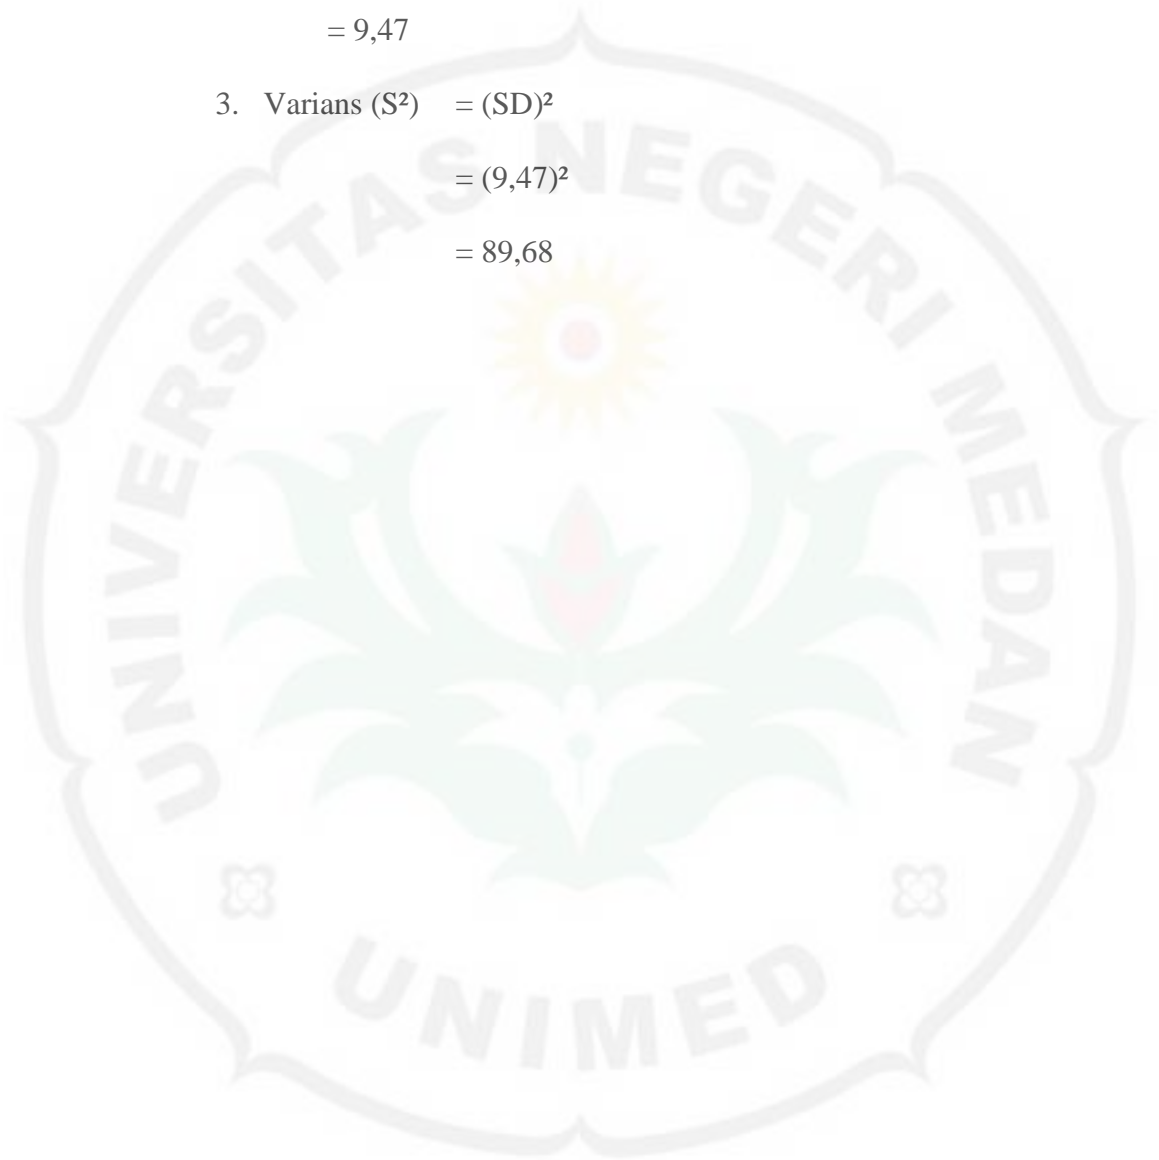 = 9,47
3. Varians (S²) = (SD)²
= (9,47)²
= 89,68
UNIVERSITAS NEGERI MEDAN
UNIMED